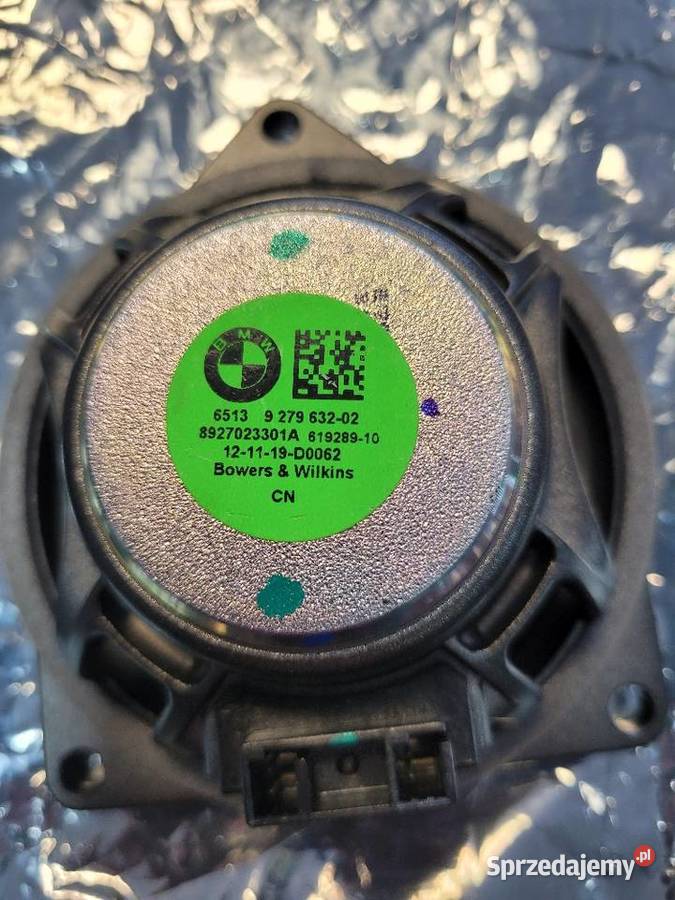 BMW
6513 9 279 632-02
8927023301A 619289-10
12-11-19-D0062
Bowers & Wilkins
CN
Sprzedajemy.pl